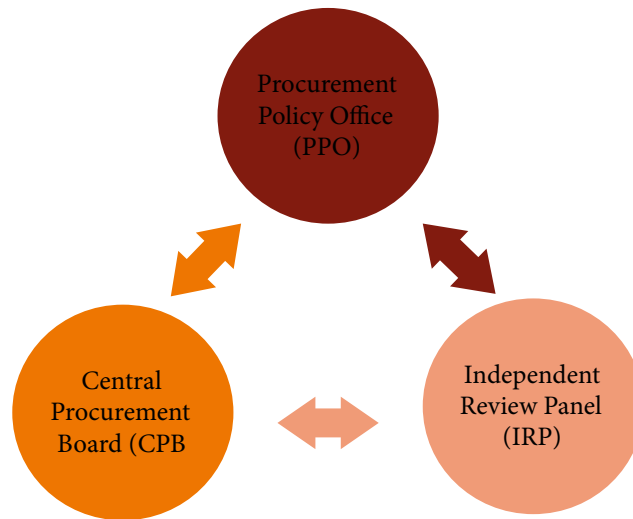 Procurement
Policy Office
(PPO)
Central
Procurement
Board (CPB
Independent
Review Panel
(IRP)